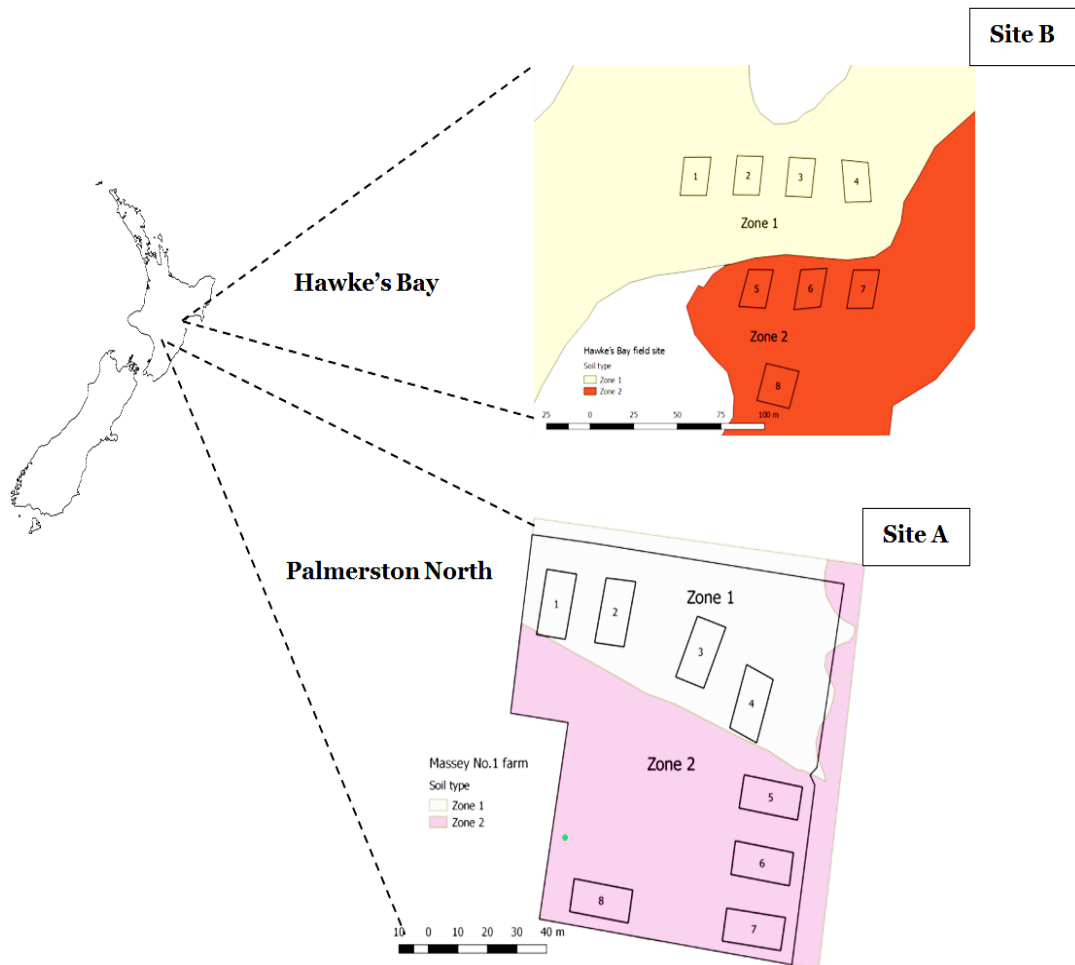 Site B
1 2 3 4
Zone 1
Hawke's Bay
5 6 7
Zone 2
8
Hawke's Bay field site
Soil type
Zone 1
Zone 2
25 0 25 50 75 100 m
Site A
Palmerston North
1 2 3 4
Zone 1
Zone 2
5
6
7
8
Massey No.1 farm
Soil type
Zone 1
Zone 2
10 0 10 20 30 40 m